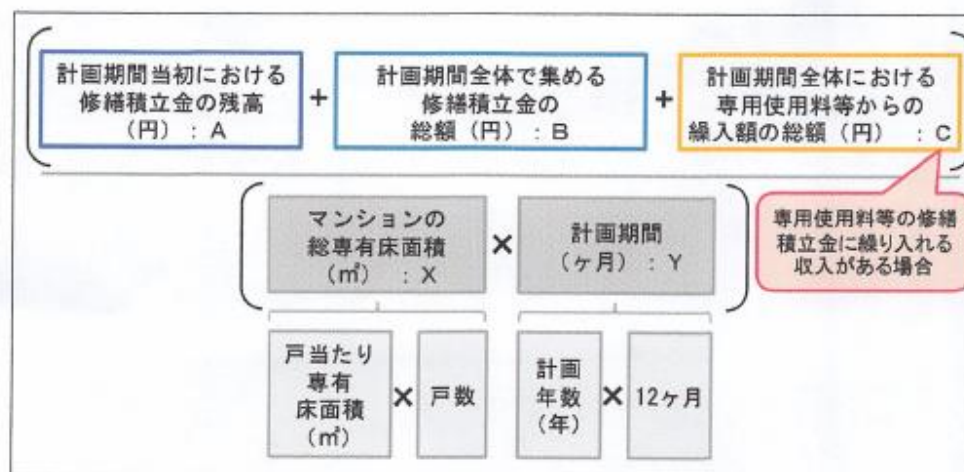 計画期間当初における
修繕積立金の残高
(円) : A
+
計画期間全体で集める
修繕積立金の
総額(円) : B
+
計画期間全体における
専用使用料等からの
繰入額の総額(円) : C
マンションの
総専有床面積
(㎡) : X
×
計画期間
(ヶ月) : Y
専用使用料等の修繕
積立金に繰り入れる
収入がある場合
戸当たり
専有
床面積
(㎡)
×
戸数
計画
年数
(年)
×
12ヶ月